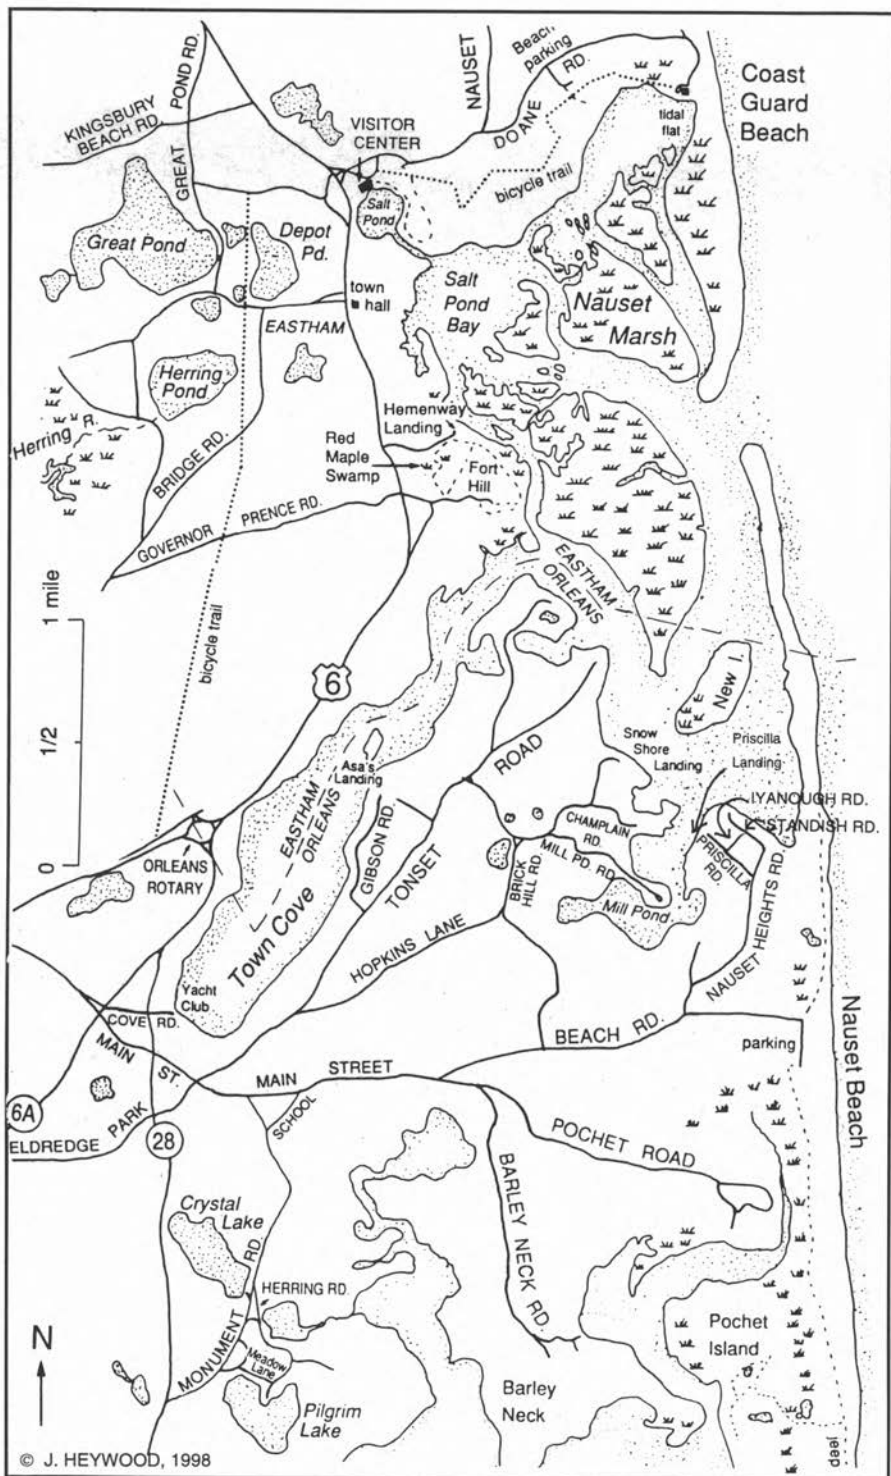 NAUSET
Beach
parking
RD.
DOANE
POND RD.
GREAT
KINGSBURY
BEACH RD.
VISITOR
CENTER
Coast
Guard
Beach
tidal
flat
bicycle trail
Salt
Pond
Great Pond
Depot
Pd.
town
hall
EASTHAM
Salt
Pond
Bay
Nauset
Marsh
Herring
Pond
Herring R.
BRIDGE RD.
Hemenway
Landing
Red
Maple
Swamp
Fort
Hill
GOVERNOR PRENCE RD.
EASTHAM
ORLEANS
1 mile
1/2
0
bicycle trail
6
New I.
Snow
Shore
Landing
Priscilla
Landing
IYANOUGH RD.
STANDISH RD.
PRISCILLA
RD.
NAUSET HEIGHTS RD.
Asa's
Landing
EASTHAM
ORLEANS
GIBSON RD.
TONSET
ROAD
CHAMPLAIN
RD.
MILL PD. RD.
BRICK
HILL RD.
Mill Pond
ORLEANS
ROTARY
Town Cove
HOPKINS LANE
Yacht
Club
COVE RD.
MAIN
ST.
MAIN STREET
BEACH RD.
parking
Nauset Beach
6A
ELDREDGE PARK
28
SCHOOL
POCHET ROAD
BARLEY NECK RD.
Crystal
Lake
MONUMENT RD.
HERRING RD.
Meadow
Lane
Pilgrim
Lake
Barley
Neck
Pochet
Island
jeep
N
© J. HEYWOOD, 1998